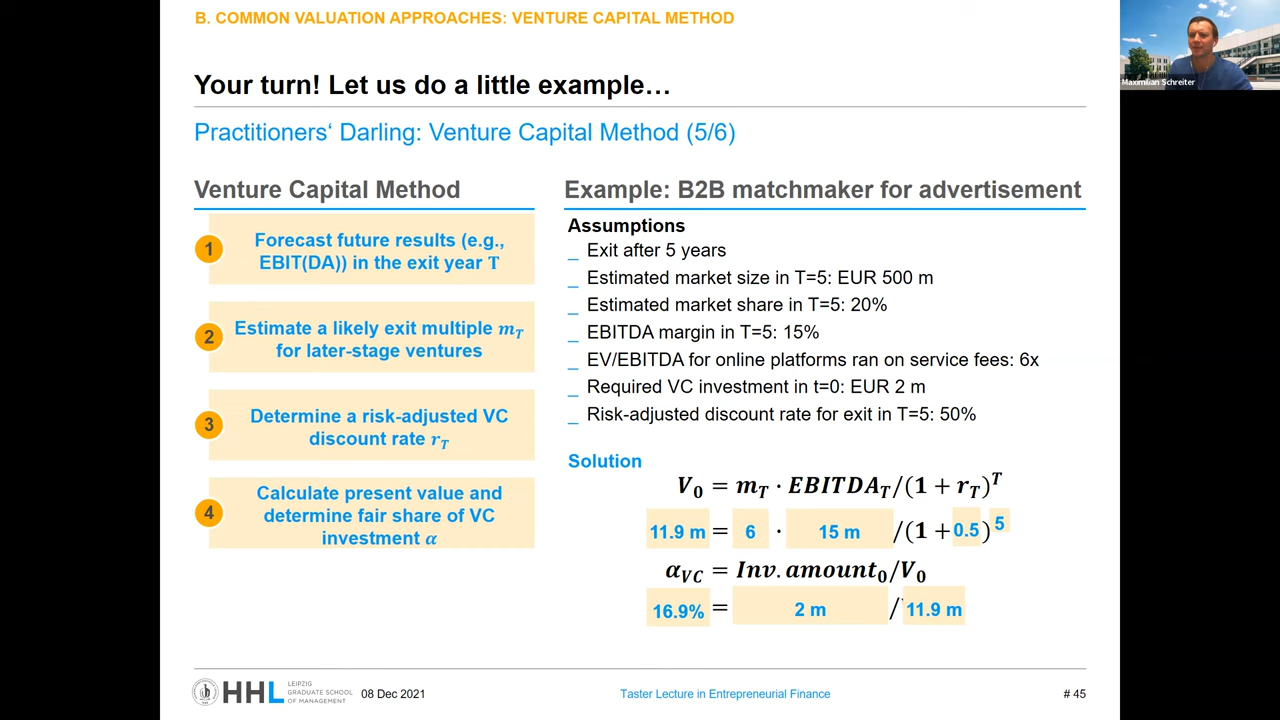 B. COMMON VALUATION APPROACHES: VENTURE CAPITAL METHOD
Maximilian Schreiter
Your turn! Let us do a little example…
Practitioners‘ Darling: Venture Capital Method (5/6)
Venture Capital Method
1
Forecast future results (e.g.,
EBIT(DA)) in the exit year T
2
Estimate a likely exit multiple m_T
for later-stage ventures
3
Determine a risk-adjusted VC
discount rate r_T
4
Calculate present value and
determine fair share of VC
investment α
Example: B2B matchmaker for advertisement
Assumptions
_ Exit after 5 years
_ Estimated market size in T=5: EUR 500 m
_ Estimated market share in T=5: 20%
_ EBITDA margin in T=5: 15%
_ EV/EBITDA for online platforms ran on service fees: 6x
_ Required VC investment in t=0: EUR 2 m
_ Risk-adjusted discount rate for exit in T=5: 50%
Solution
V_0 = m_T · EBITDA_T/(1 + r_T)^T
11.9 m = 6 · 15 m /(1 + 0.5)^5
α_VC = Inv. amount_0/V_0
16.9% = 2 m / 11.9 m
HHL LEIPZIG
GRADUATE SCHOOL
OF MANAGEMENT
08 Dec 2021
Taster Lecture in Entrepreneurial Finance
# 45